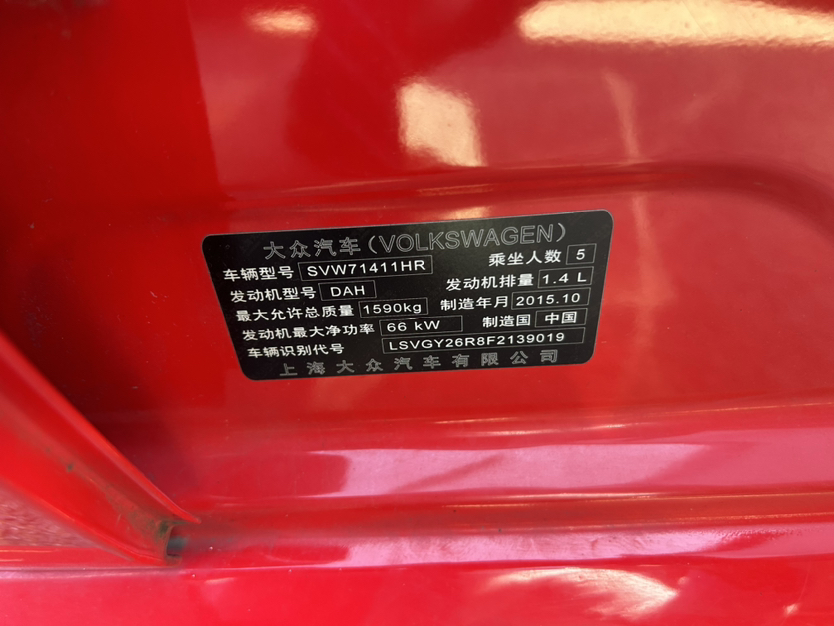 大众汽车(VOLKSWAGEN)
车辆型号 SVW71411HR 乘坐人数 5
发动机型号 DAH 发动机排量 1.4 L
最大允许总质量 1590kg 制造年月 2015.10
发动机最大净功率 66 kW 制造国 中国
车辆识别代号 LSVGY26R8F2139019
上海大众汽车有限公司